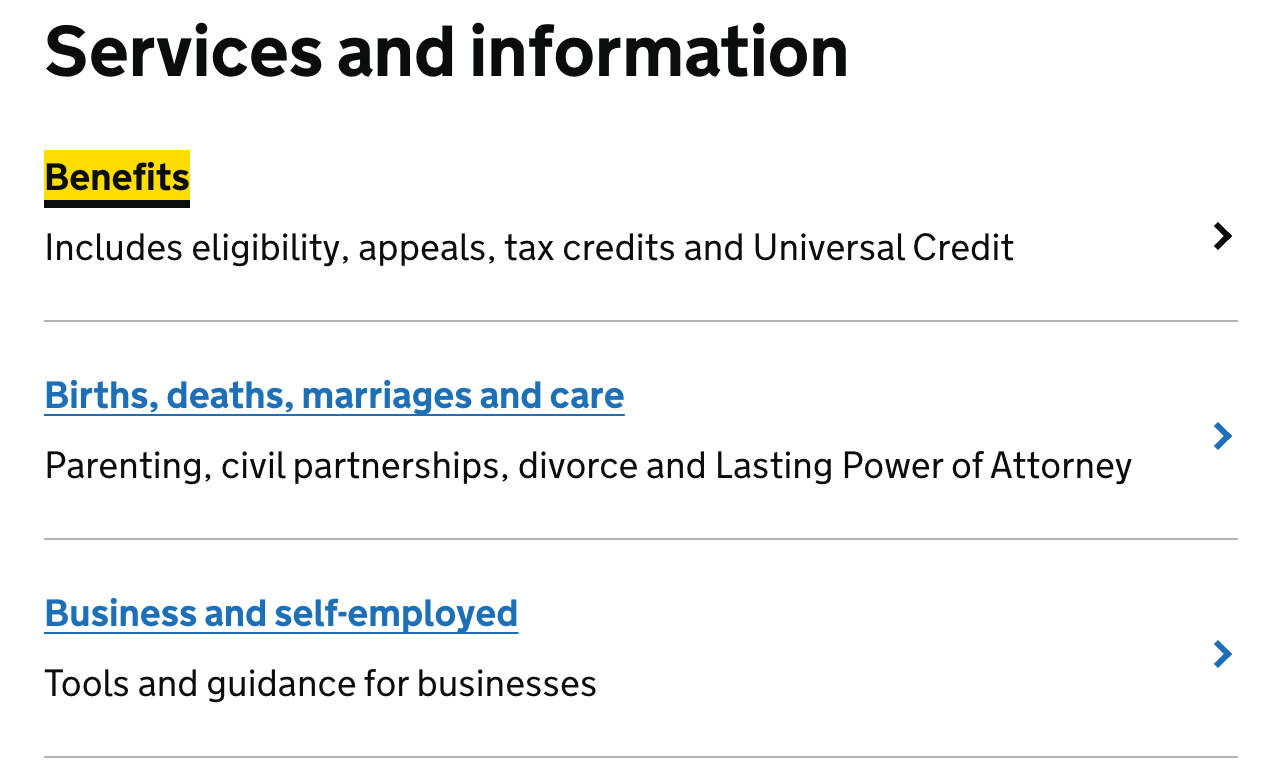 Services and information
Benefits
Includes eligibility, appeals, tax credits and Universal Credit
Births, deaths, marriages and care
Parenting, civil partnerships, divorce and Lasting Power of Attorney
Business and self-employed
Tools and guidance for businesses